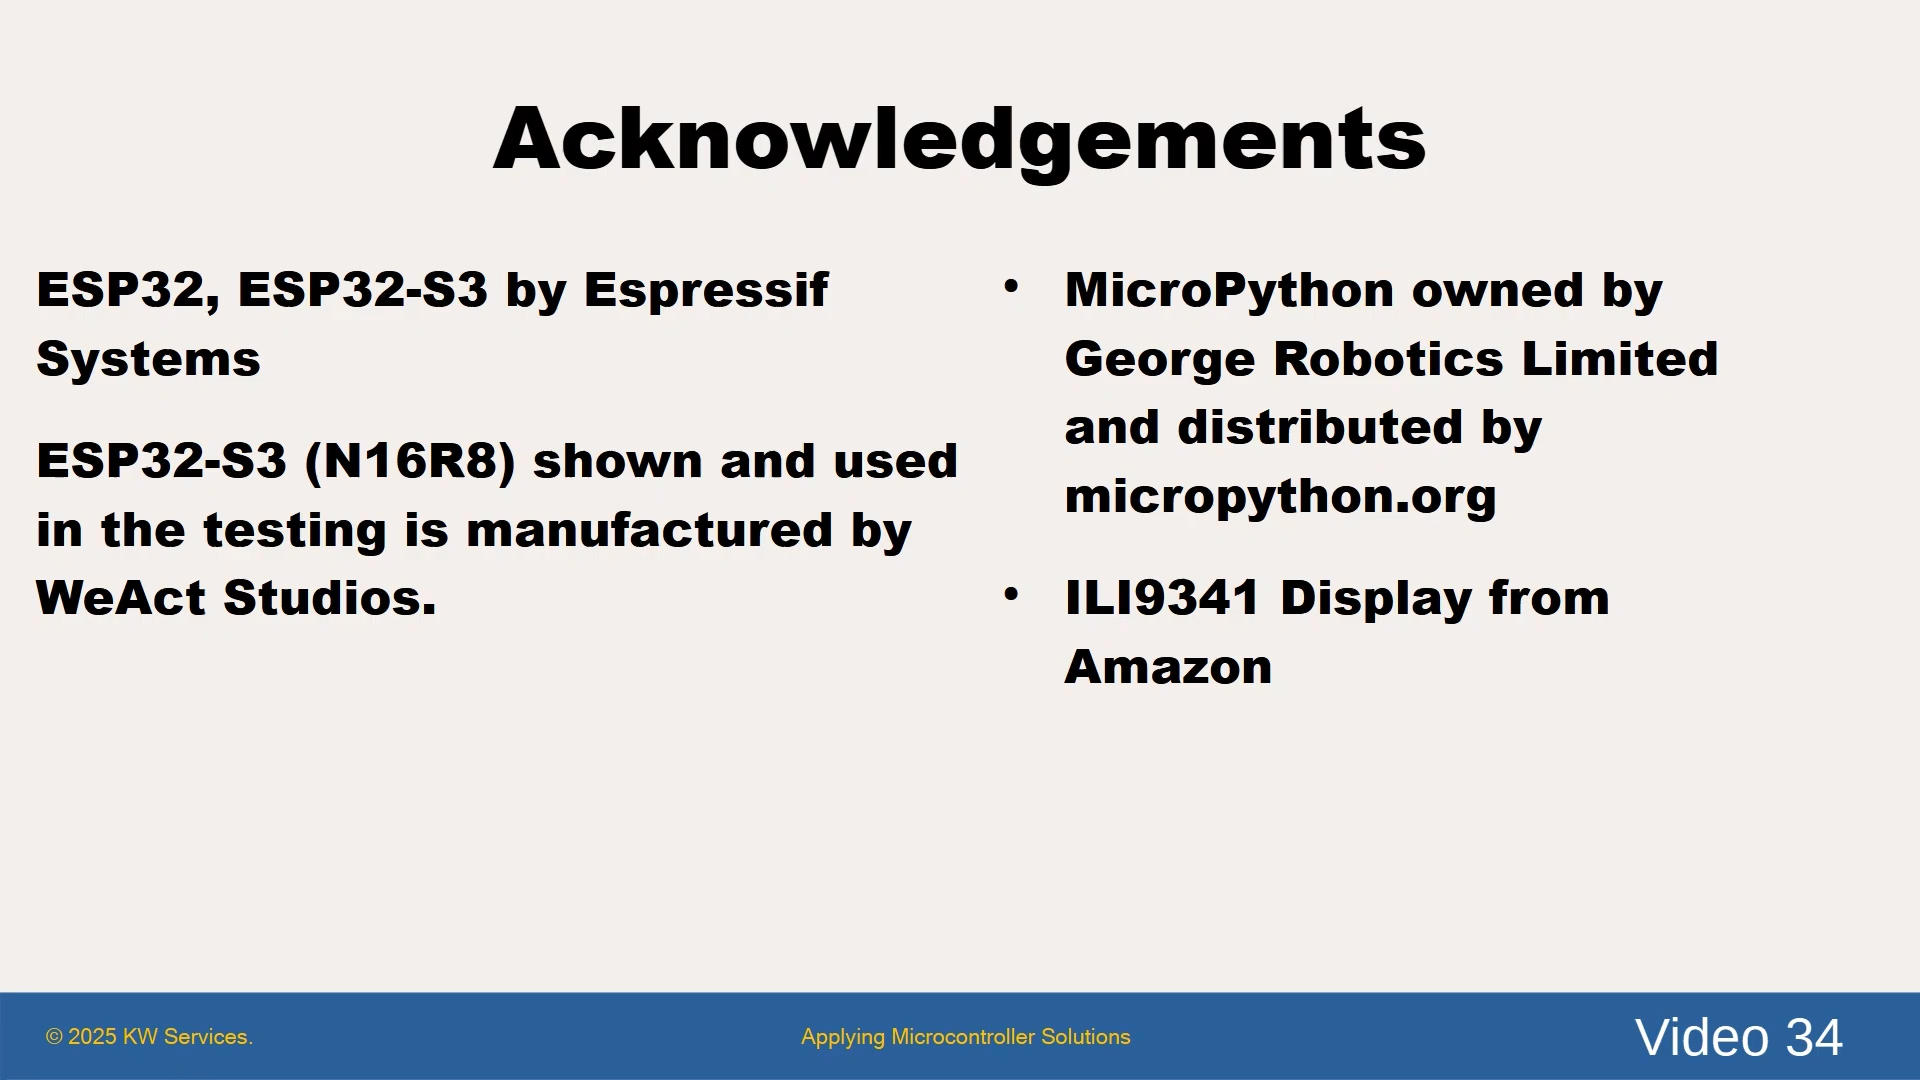 Acknowledgements
ESP32, ESP32-S3 by Espressif
Systems
ESP32-S3 (N16R8) shown and used
in the testing is manufactured by
WeAct Studios.
• MicroPython owned by
George Robotics Limited
and distributed by
micropython.org
• ILI9341 Display from
Amazon
© 2025 KW Services.
Applying Microcontroller Solutions
Video 34